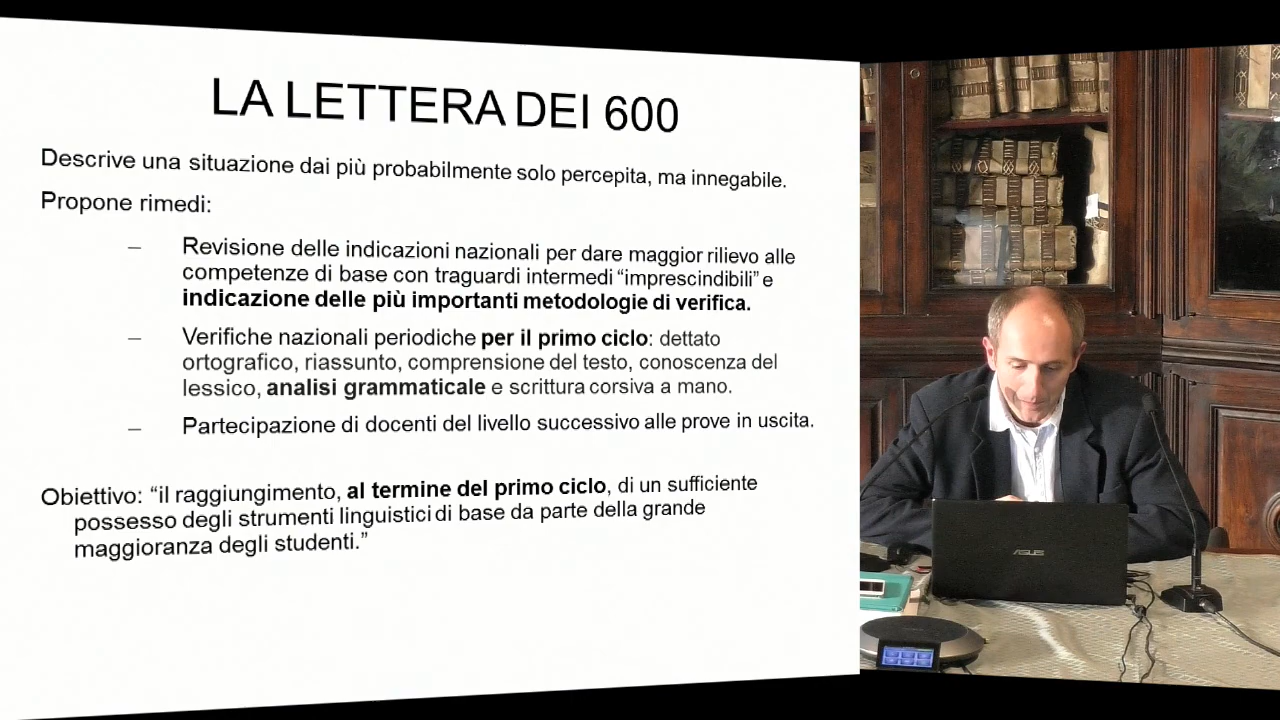 LA LETTERA DEI 600
Descrive una situazione dai più probabilmente solo percepita, ma innegabile.
Propone rimedi:
– Revisione delle indicazioni nazionali per dare maggior rilievo alle
competenze di base con traguardi intermedi “imprescindibili” e
indicazione delle più importanti metodologie di verifica.
– Verifiche nazionali periodiche per il primo ciclo: dettato
ortografico, riassunto, comprensione del testo, conoscenza del
lessico, analisi grammaticale e scrittura corsiva a mano.
– Partecipazione di docenti del livello successivo alle prove in uscita.
Obiettivo: “il raggiungimento, al termine del primo ciclo, di un sufficiente
possesso degli strumenti linguistici di base da parte della grande
maggioranza degli studenti.”
ASUS